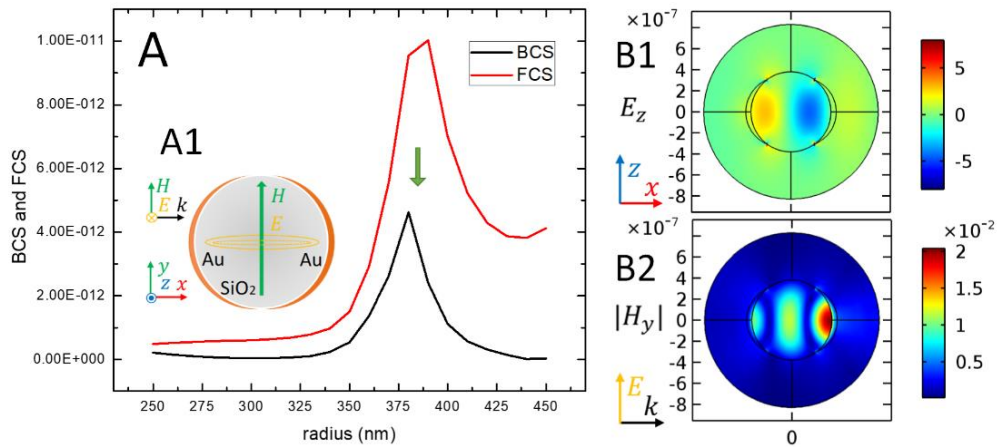 A
BCS
FCS
1.00E-011
8.00E-012
6.00E-012
4.00E-012
2.00E-012
0.00E+000
BCS and FCS
A1
H
E
k
y
z
x
H
E
Au
Au
SiO₂
250
275
300
325
350
375
400
425
450
radius (nm)
B1
E_z
z
x
×10⁻⁷
8
6
4
2
0
-2
-4
-6
-8
5
0
-5
B2
|H_y|
E
k
×10⁻⁷
8
6
4
2
0
-2
-4
-6
-8
0
×10⁻²
2
1.5
1
0.5